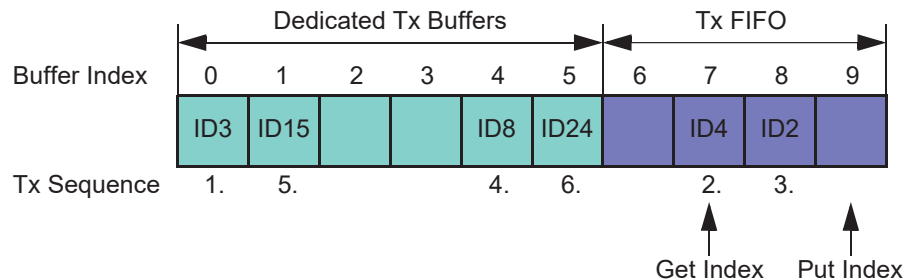 Dedicated Tx Buffers Tx FIFO
Buffer Index 0 1 2 3 4 5 6 7 8 9
ID3 ID15 ID8 ID24 ID4 ID2
Tx Sequence 1. 5. 4. 6. 2. 3.
Get Index Put Index